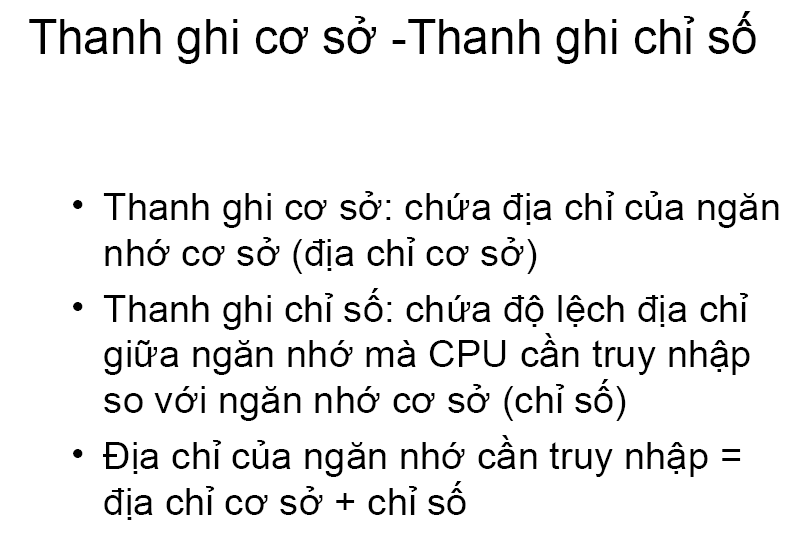 Thanh ghi cơ sở -Thanh ghi chỉ số
• Thanh ghi cơ sở: chứa địa chỉ của ngăn
nhớ cơ sở (địa chỉ cơ sở)
• Thanh ghi chỉ số: chứa độ lệch địa chỉ
giữa ngăn nhớ mà CPU cần truy nhập
so với ngăn nhớ cơ sở (chỉ số)
• Địa chỉ của ngăn nhớ cần truy nhập =
địa chỉ cơ sở + chỉ số